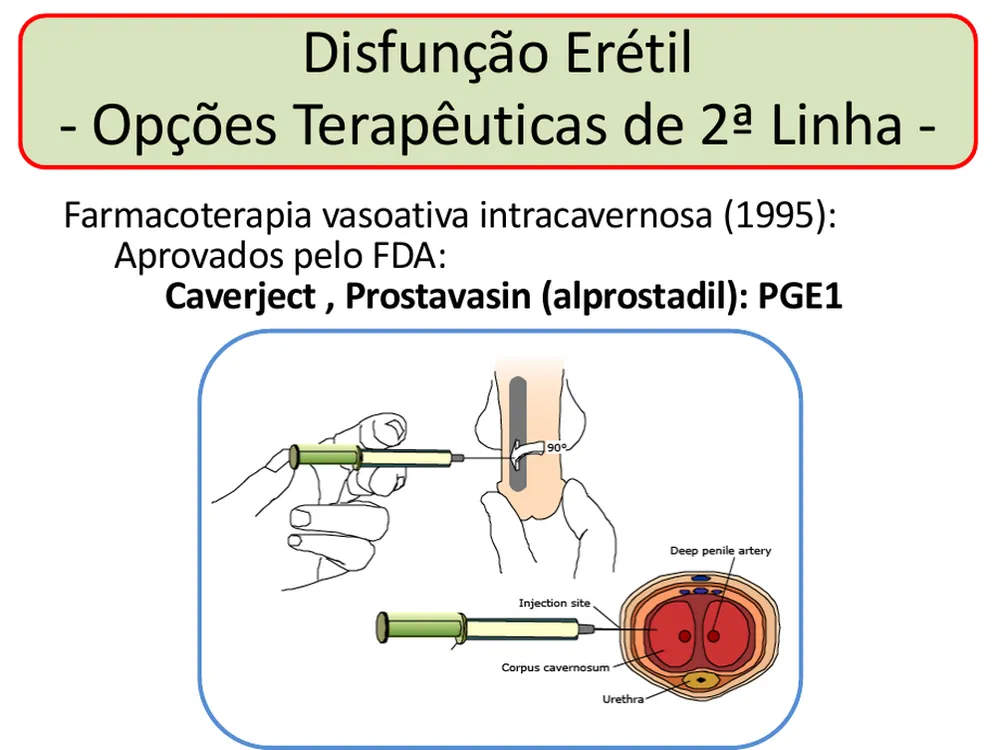 Disfunção Erétil
- Opções Terapêuticas de 2ª Linha -
Farmacoterapia vasoativa intracavernosa (1995):
Aprovados pelo FDA:
Caverject , Prostavasin (alprostadil): PGE1
90°
Deep penile artery
Injection site
Corpus cavernosum
Urethra